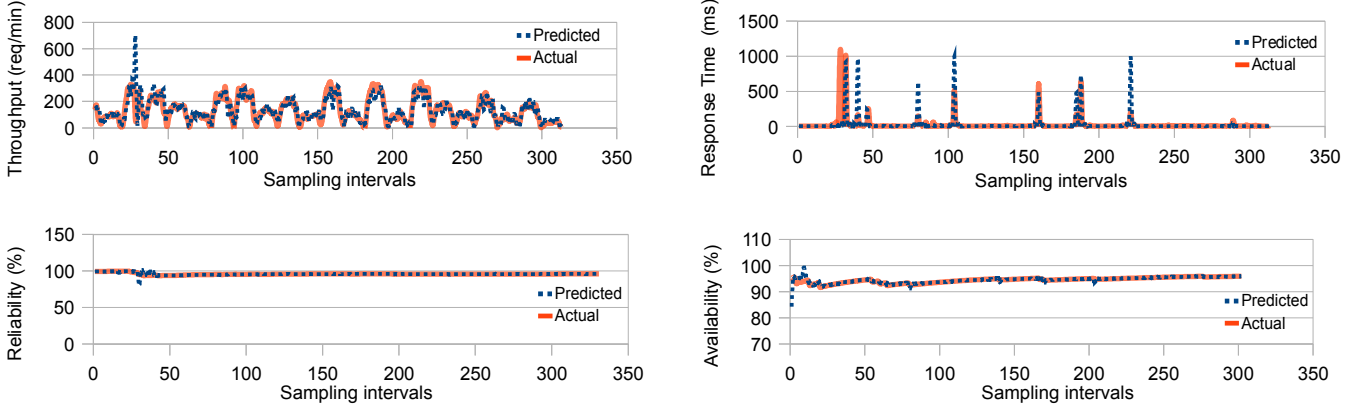 Throughput (req/min)
800
600
400
200
0
Predicted
Actual
0 50 100 150 200 250 300 350
Sampling intervals
Response Time (ms)
1500
1000
500
0
Predicted
Actual
0 50 100 150 200 250 300 350
Sampling intervals
Reliability (%)
150
100
50
0
Predicted
Actual
0 50 100 150 200 250 300 350
Sampling intervals
Availability (%)
110
100
90
80
70
Predicted
Actual
0 50 100 150 200 250 300 350
Sampling intervals